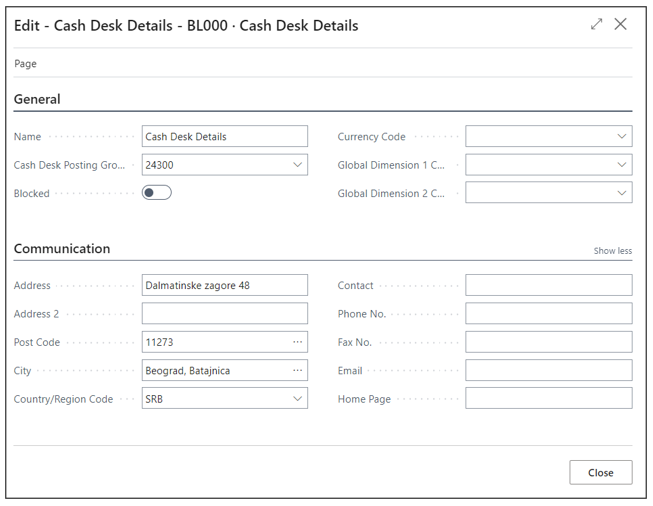 Edit - Cash Desk Details - BL000 · Cash Desk Details
Page
General
Name Cash Desk Details
Currency Code
Cash Desk Posting Gro... 24300
Global Dimension 1 C...
Blocked
Global Dimension 2 C...
Communication
Show less
Address Dalmatinske zagore 48
Contact
Address 2
Phone No.
Post Code 11273 ...
Fax No.
City Beograd, Batajnica ...
Email
Country/Region Code SRB
Home Page
Close